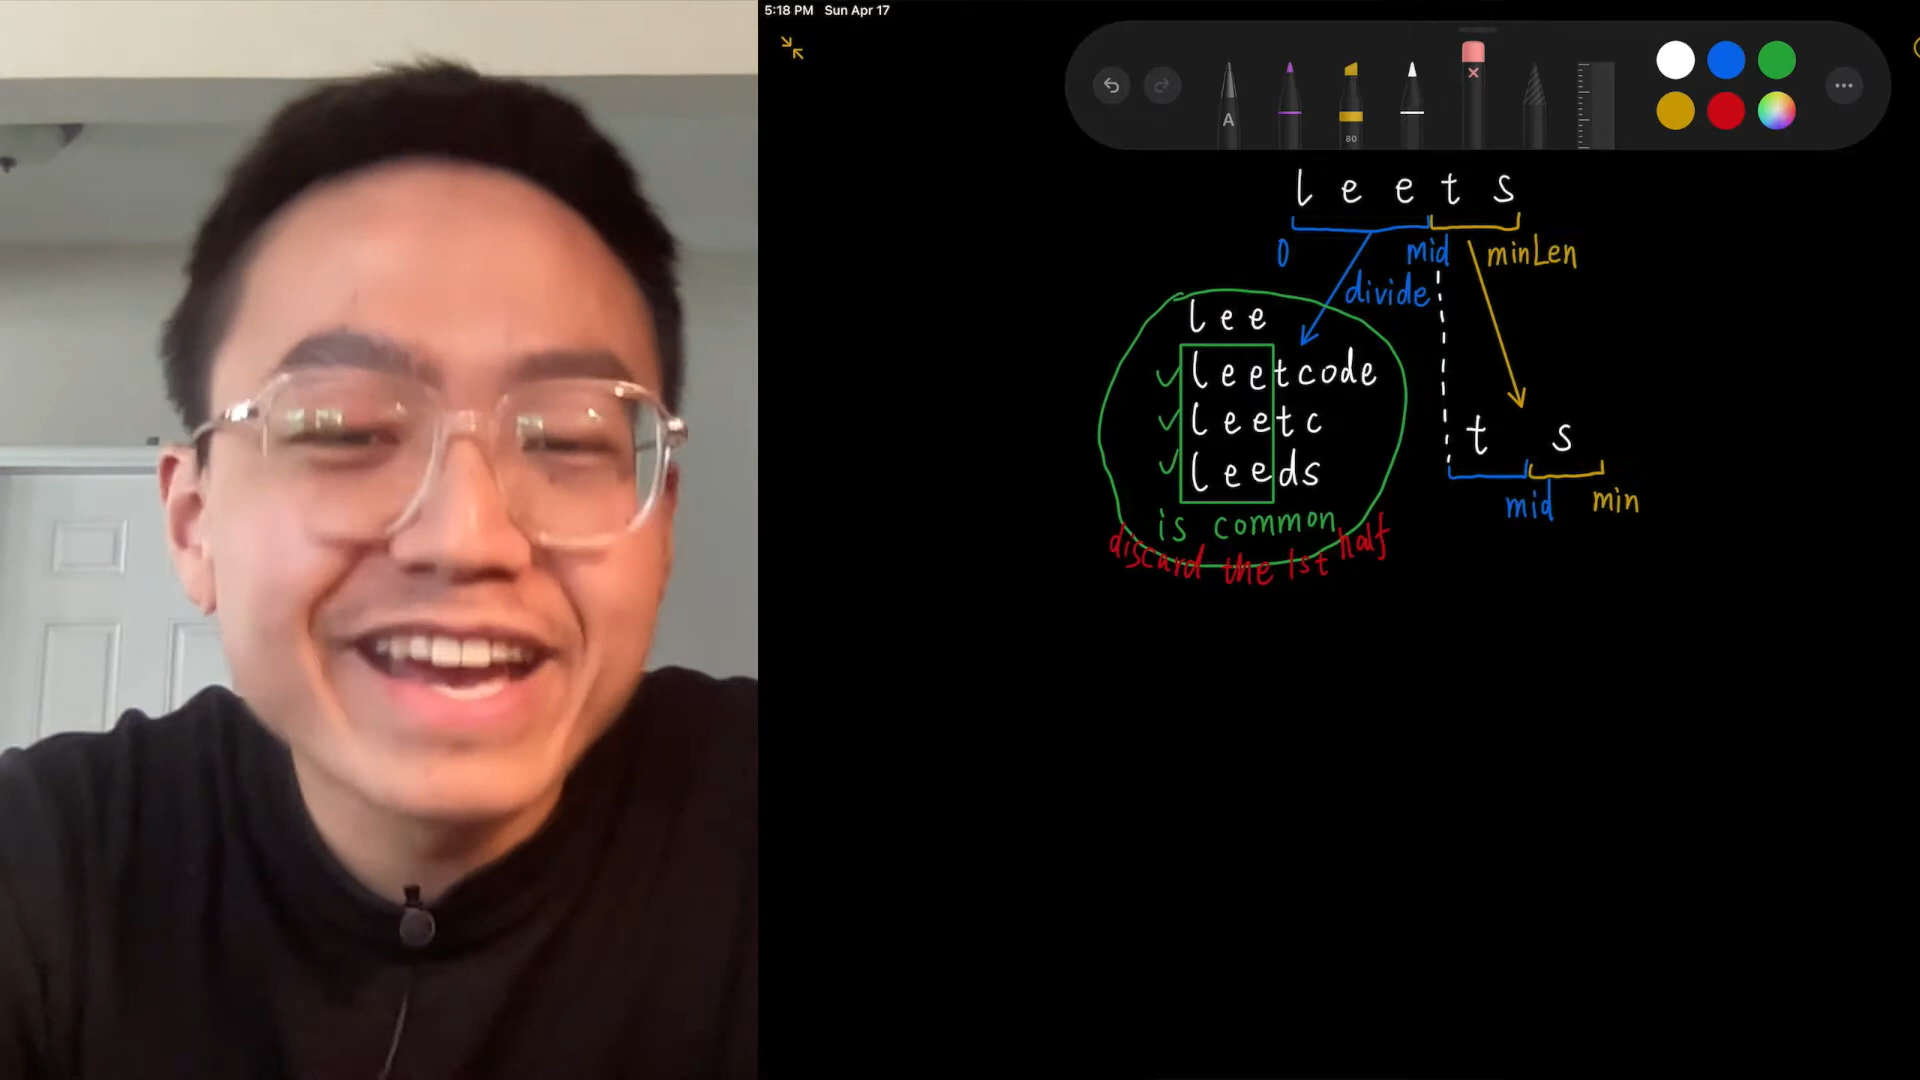 5:18 PM Sun Apr 17
A
80
l e e t s
0 mid minLen
divide
l e e
l e e t c o d e
l e e t c
l e e d s
is common
discard the 1st half
t s
mid min